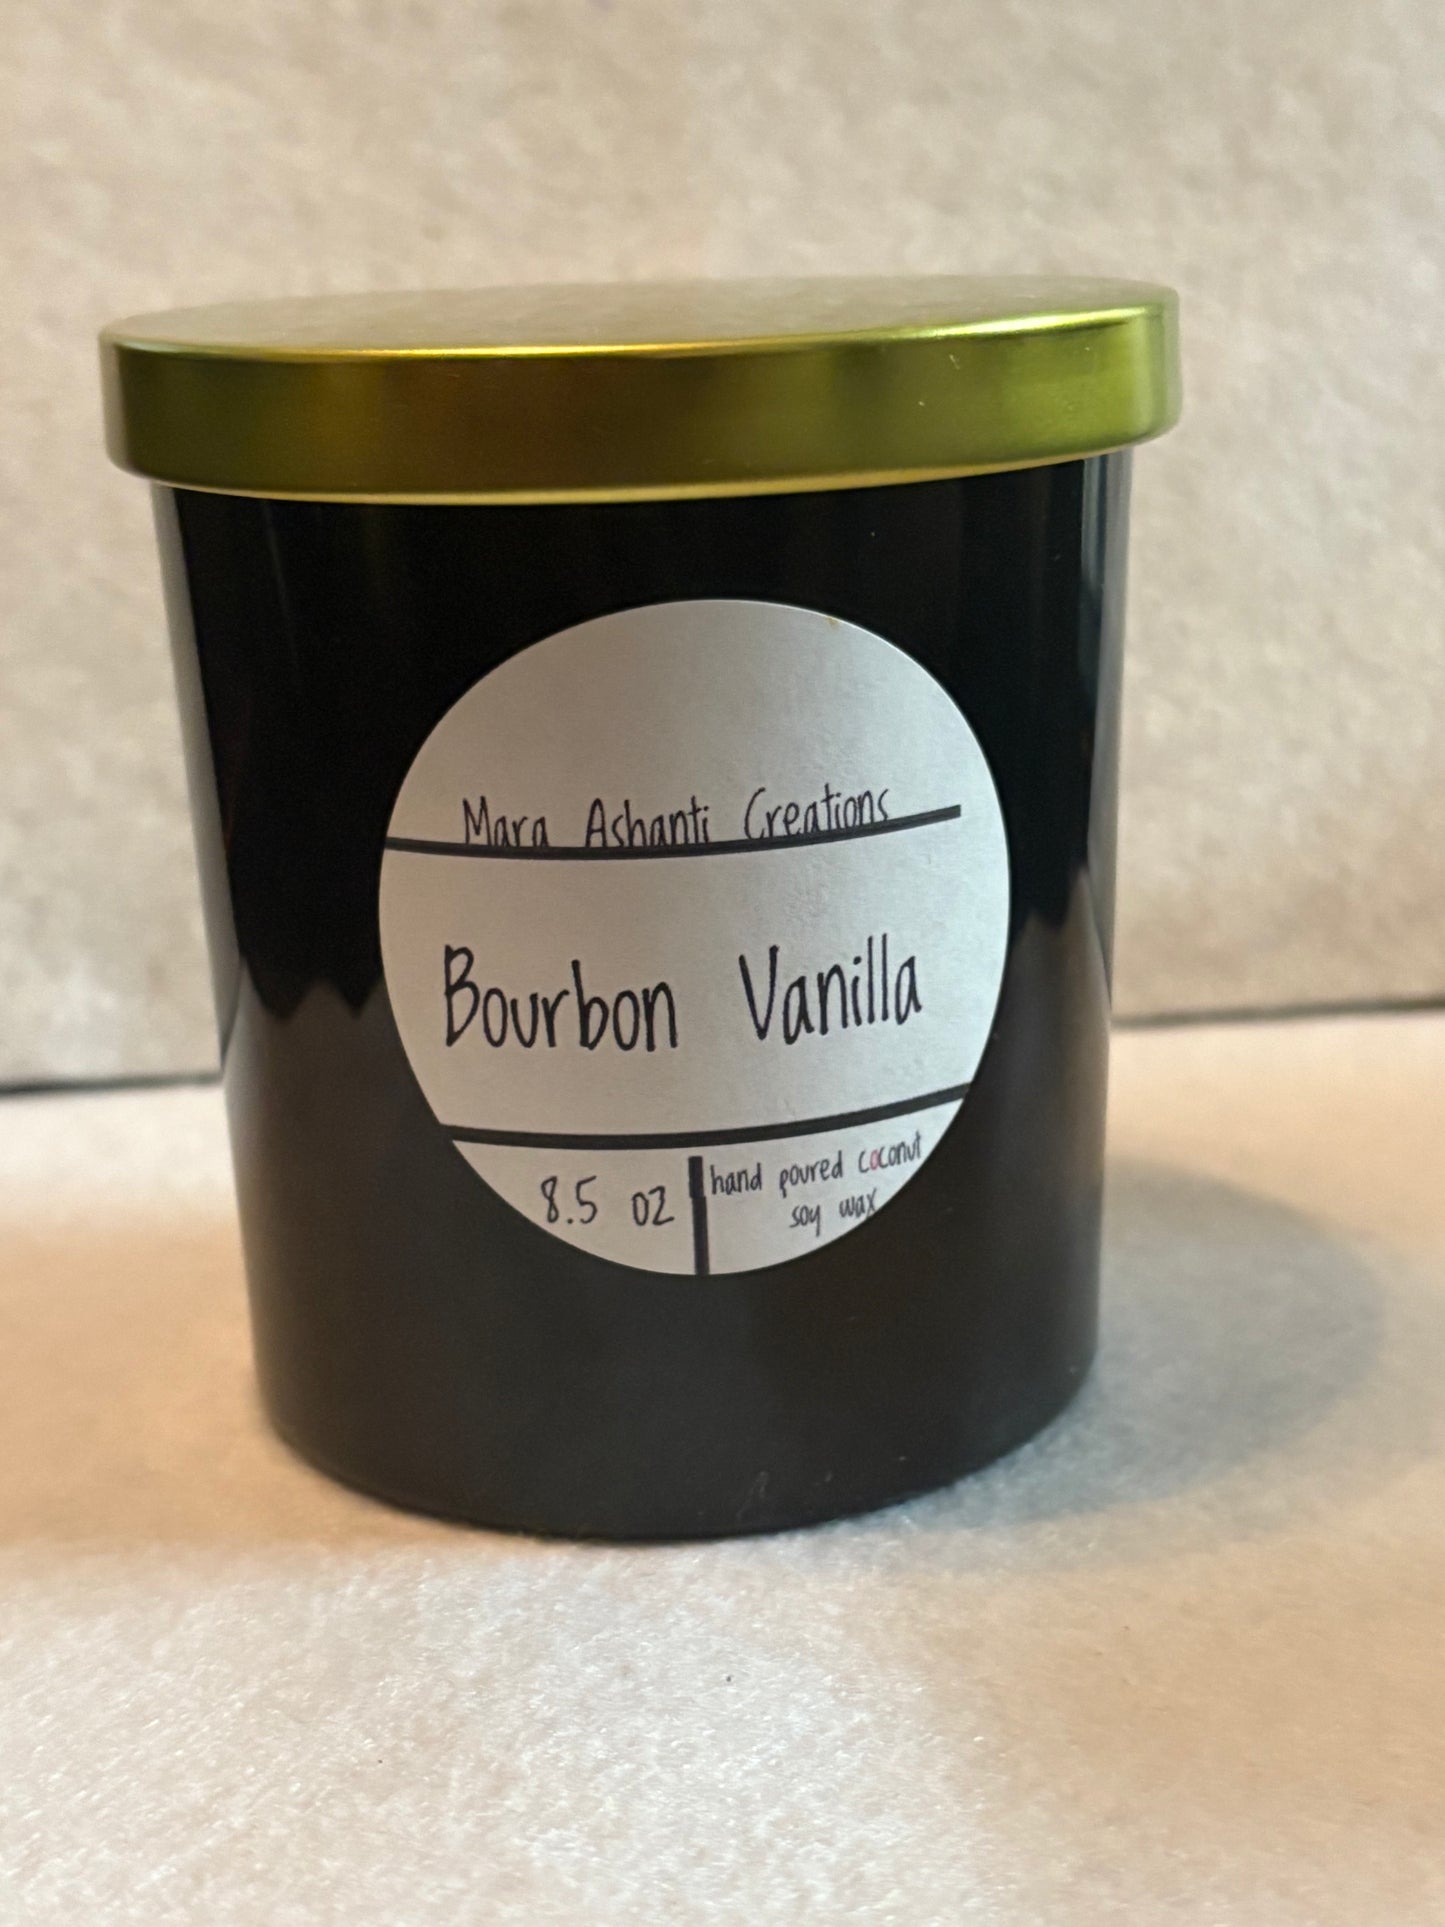 Mara Ashanti Creations
Bourbon Vanilla
8.5 oz
hand poured coconut
soy wax